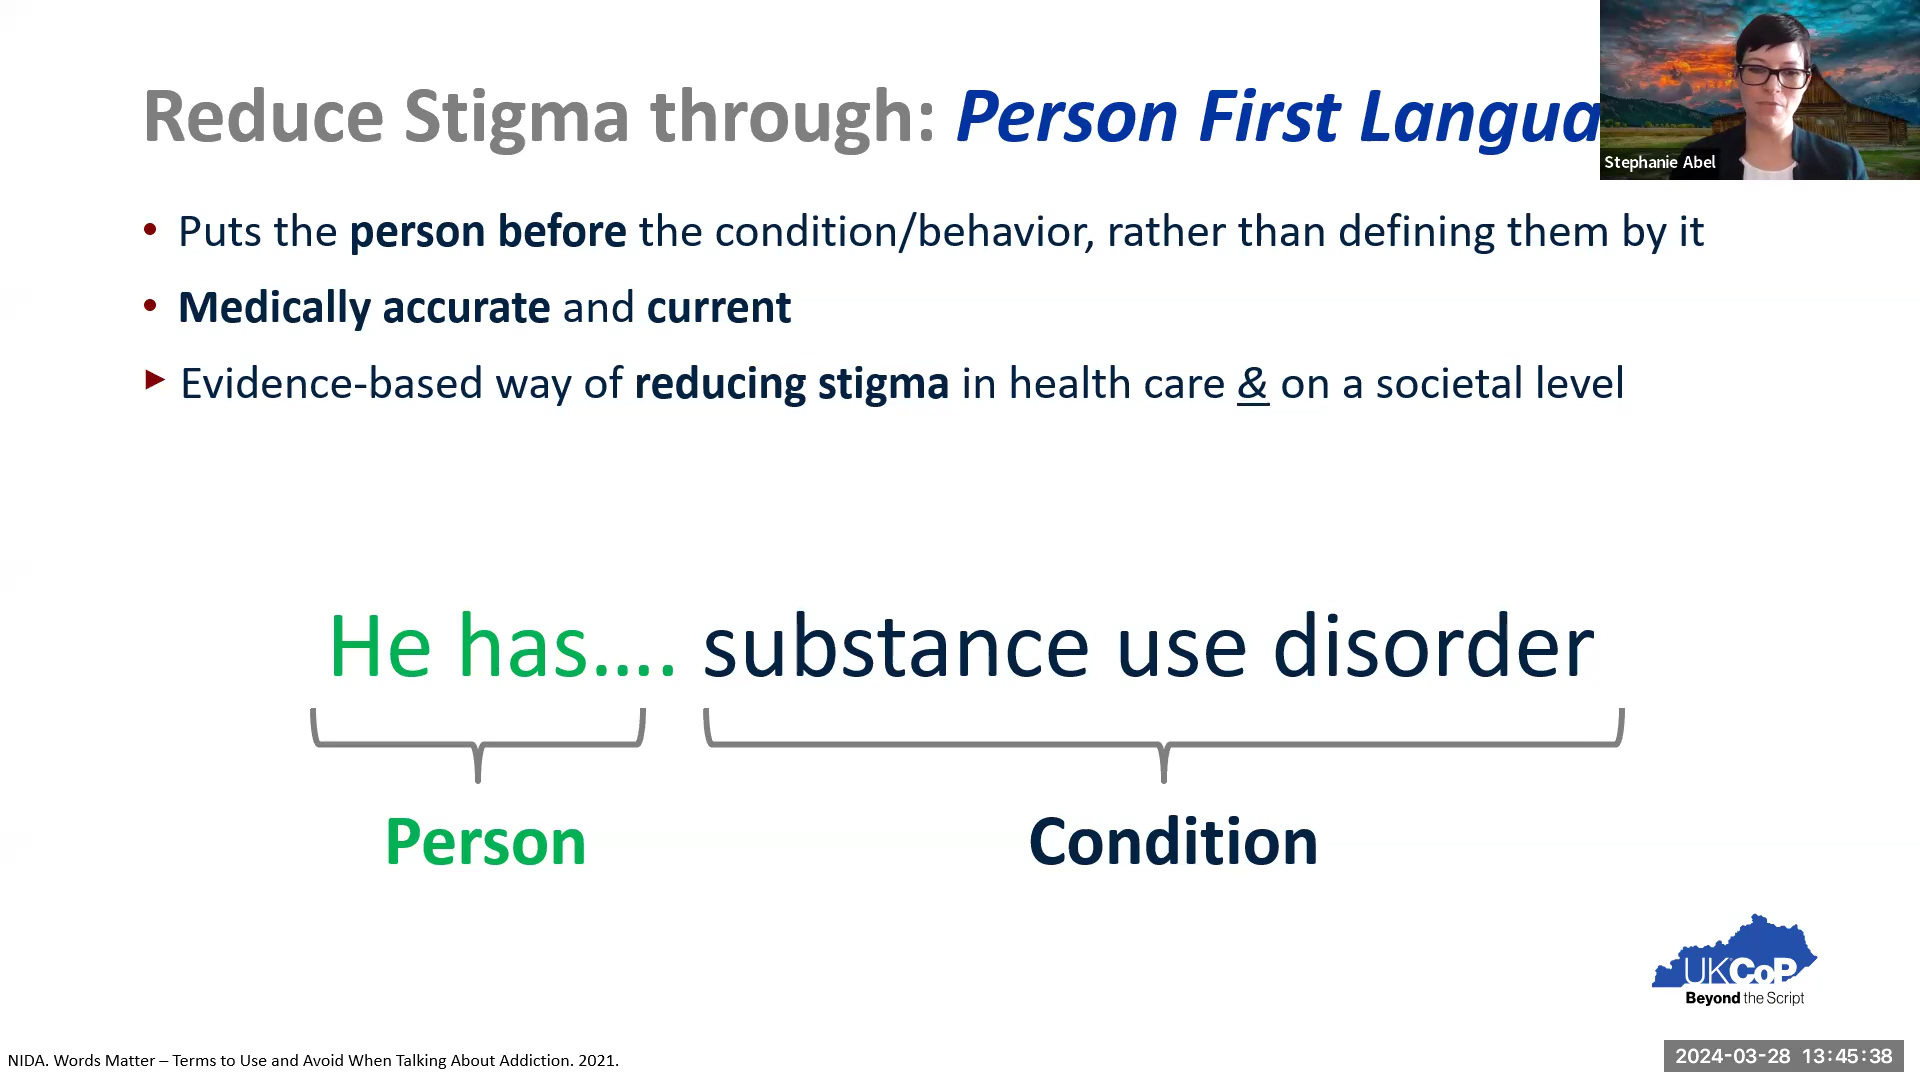 Reduce Stigma through: Person First Langua
Stephanie Abel
• Puts the person before the condition/behavior, rather than defining them by it
• Medically accurate and current
► Evidence-based way of reducing stigma in health care & on a societal level
He has.... substance use disorder
Person Condition
UKCoP
Beyond the Script
NIDA. Words Matter – Terms to Use and Avoid When Talking About Addiction. 2021.
2024-03-28 13:45:38